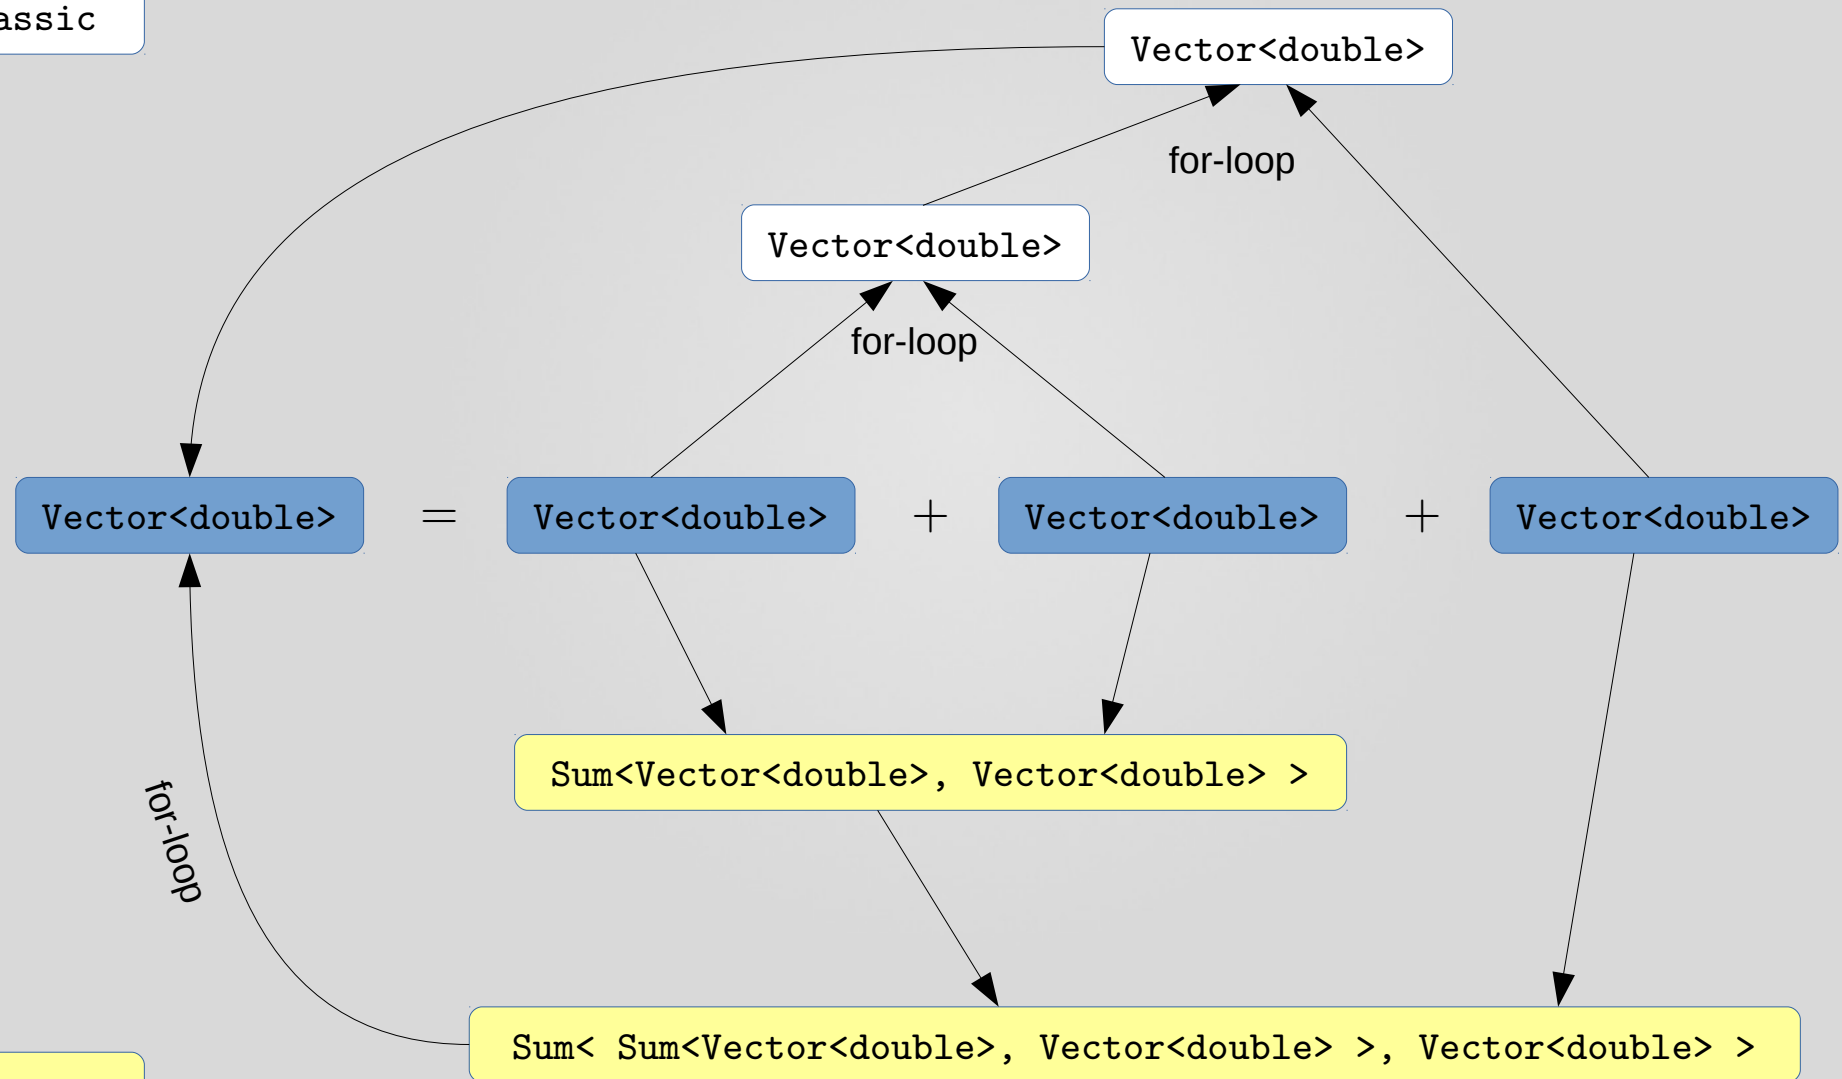 assic
Vector<double>
for-loop
Vector<double>
for-loop
Vector<double> = Vector<double> + Vector<double> + Vector<double>
Sum<Vector<double>, Vector<double> >
for-loop
Sum< Sum<Vector<double>, Vector<double> >, Vector<double> >